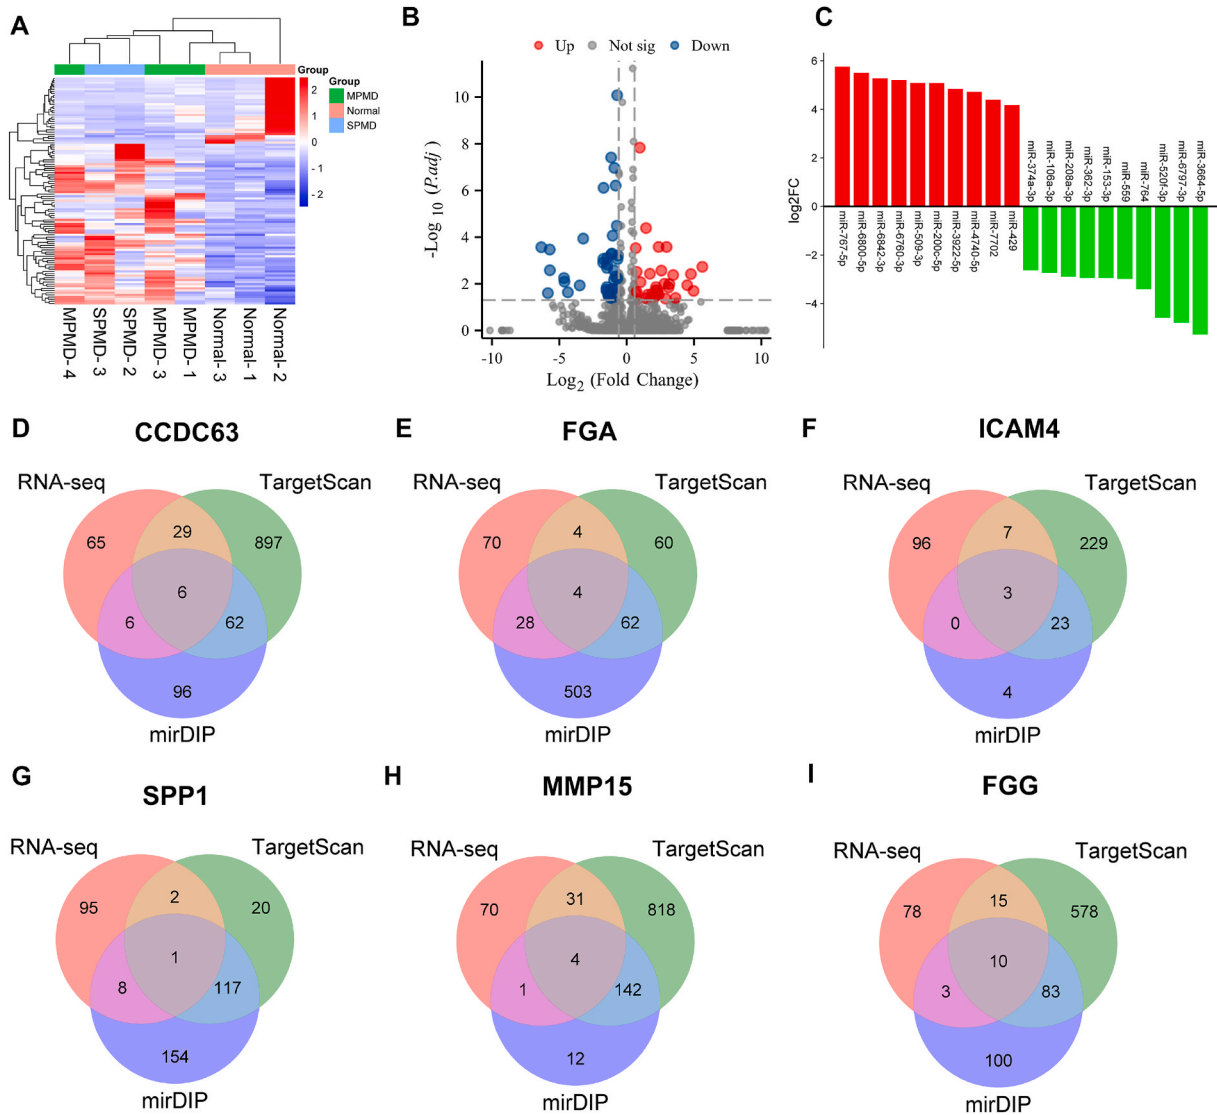 A
Group
2
1
0
-1
-2
Group
MPMD
Normal
SPMD
MPMD- 4
SPMD- 3
SPMD- 2
MPMD- 3
MPMD- 1
Normal- 3
Normal- 1
Normal- 2
B
Up Not sig Down
-Log 10 (Padj )
10
8
6
4
2
0
-10 -5 0 5 10
Log2 (Fold Change)
C
log2FC
6
4
2
0
−2
−4
miR-767-5p
miR-6800-5p
miR-6842-3p
miR-6760-3p
miR-509-3p
miR-200c-5p
miR-3922-5p
miR-4740-5p
miR-7702
miR-429
miR-374a-3p
miR-106a-3p
miR-208a-3p
miR-362-3p
miR-153-3p
miR-559
miR-764
miR-520f-3p
miR-6797-3p
miR-3664-5p
D
CCDC63
RNA-seq TargetScan
65 29 897
6
6 62
96
mirDIP
E
FGA
RNA-seq TargetScan
70 4 60
4
28 62
503
mirDIP
F
ICAM4
RNA-seq TargetScan
96 7 229
3
0 23
4
mirDIP
G
SPP1
RNA-seq TargetScan
95 2 20
1
8 117
154
mirDIP
H
MMP15
RNA-seq TargetScan
70 31 818
4
1 142
12
mirDIP
I
FGG
RNA-seq TargetScan
78 15 578
10
3 83
100
mirDIP